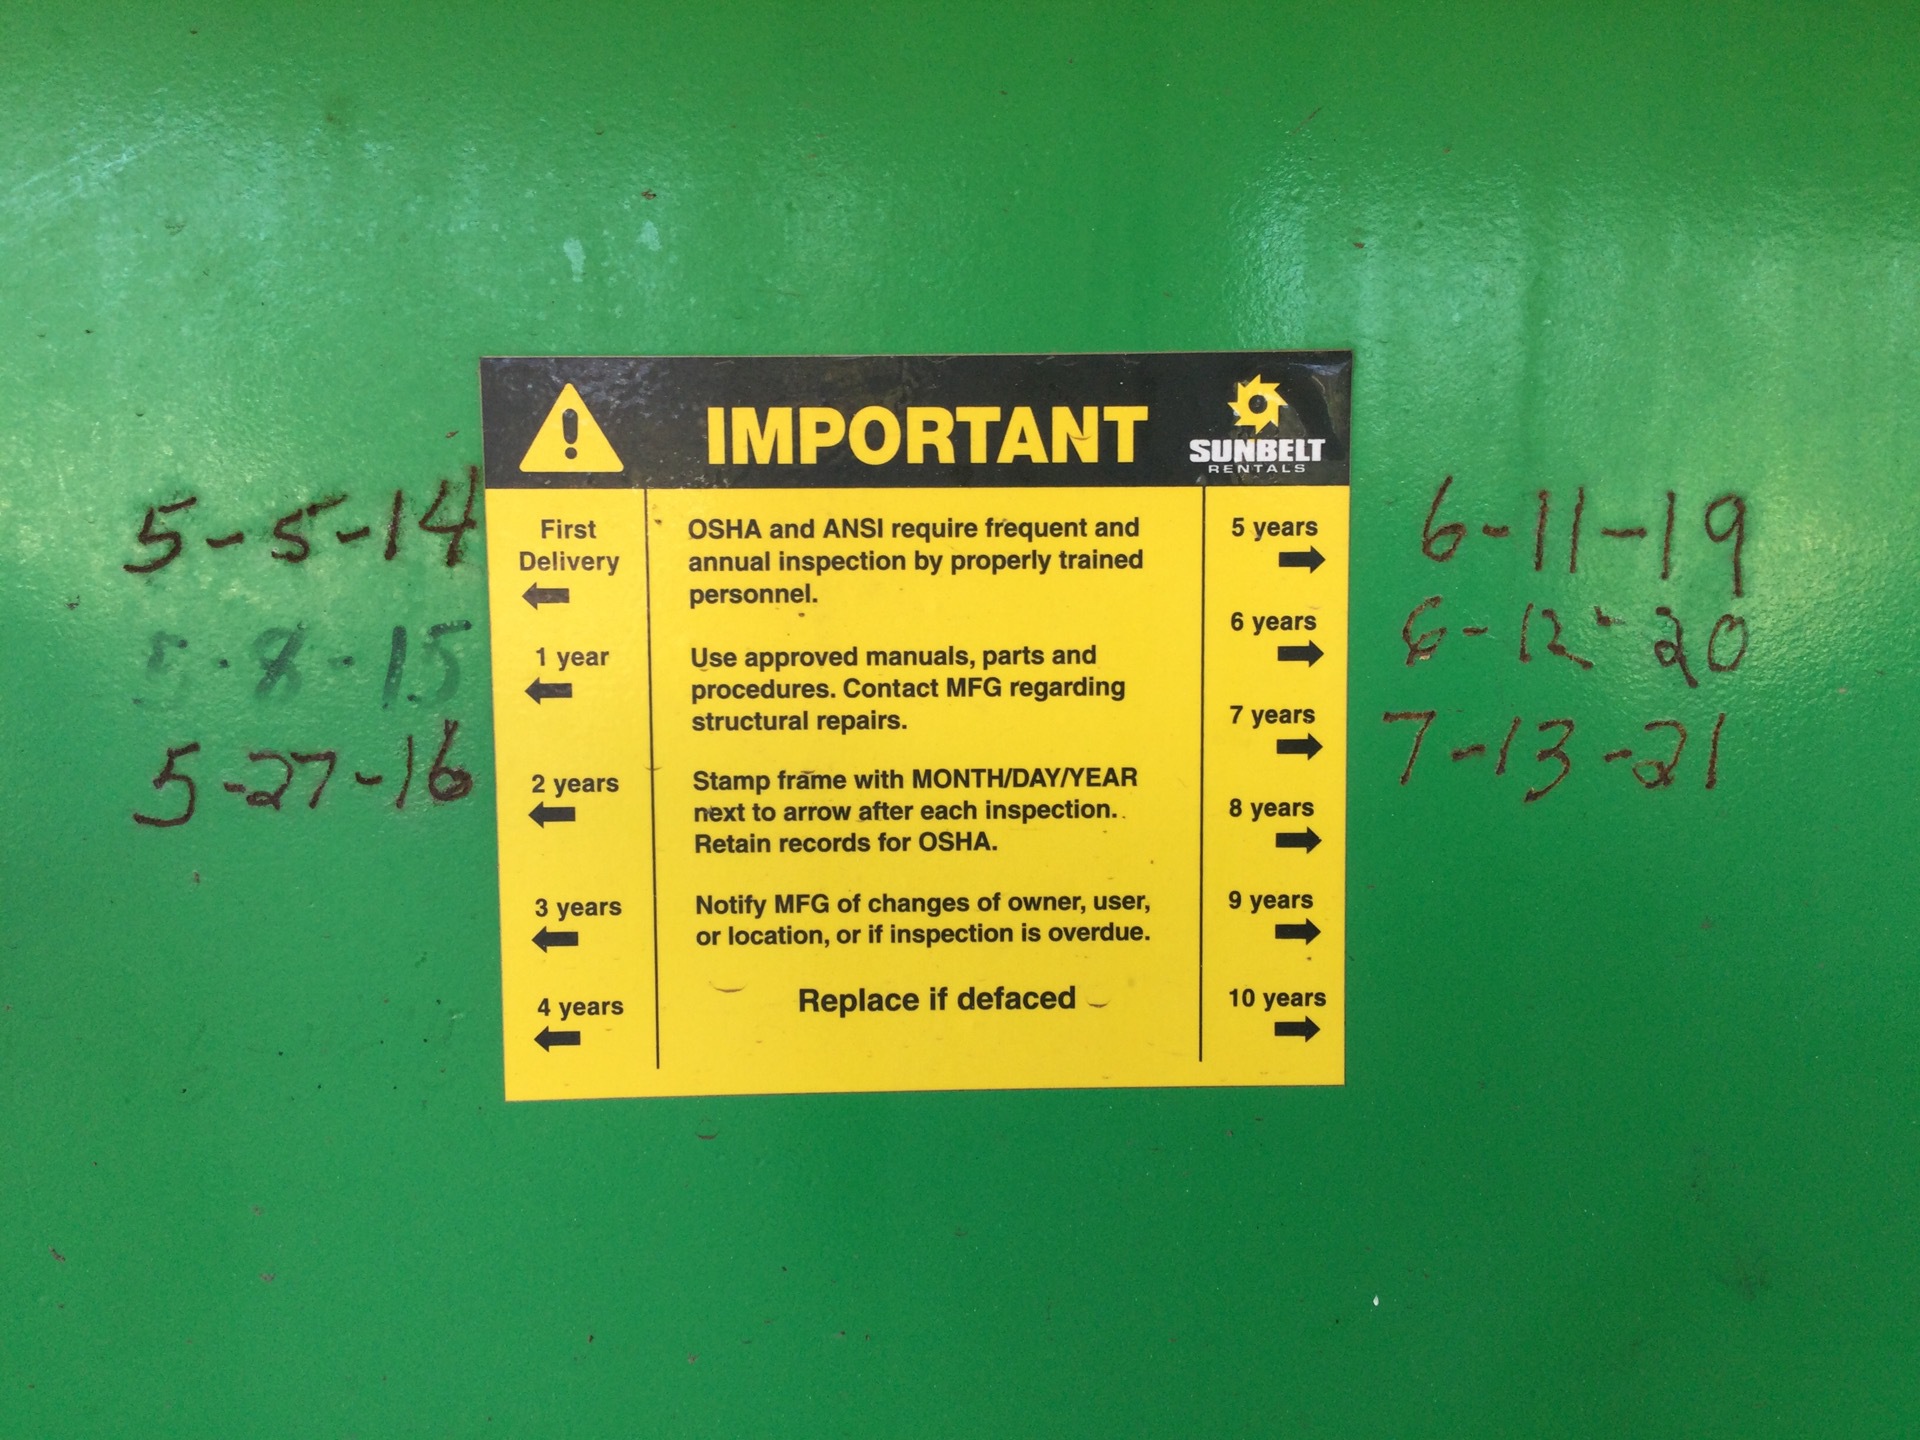 IMPORTANT
SUNBELT
RENTALS
5-5-14
First
Delivery
8-15
1 year
5-27-16
2 years
3 years
4 years
OSHA and ANSI require frequent and
annual inspection by properly trained
personnel.
Use approved manuals, parts and
procedures. Contact MFG regarding
structural repairs.
Stamp frame with MONTH/DAY/YEAR
next to arrow after each inspection.
Retain records for OSHA.
Notify MFG of changes of owner, user,
or location, or if inspection is overdue.
Replace if defaced
5 years
6-11-19
6 years
6-12-20
7 years
7-13-21
8 years
9 years
10 years